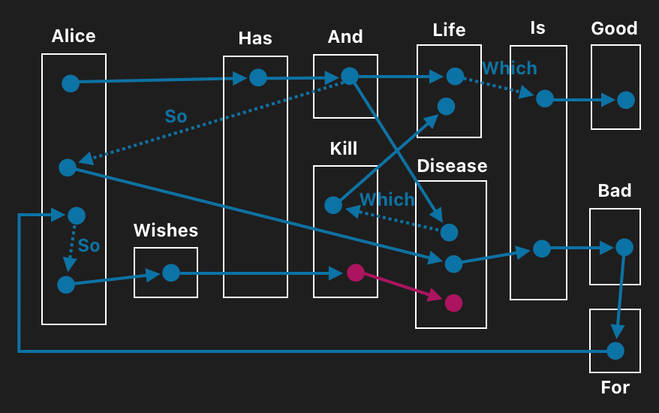 Alice
Has
And
Life
Is
Good
Which
So
Kill
Disease
Which
Bad
Wishes
So
For